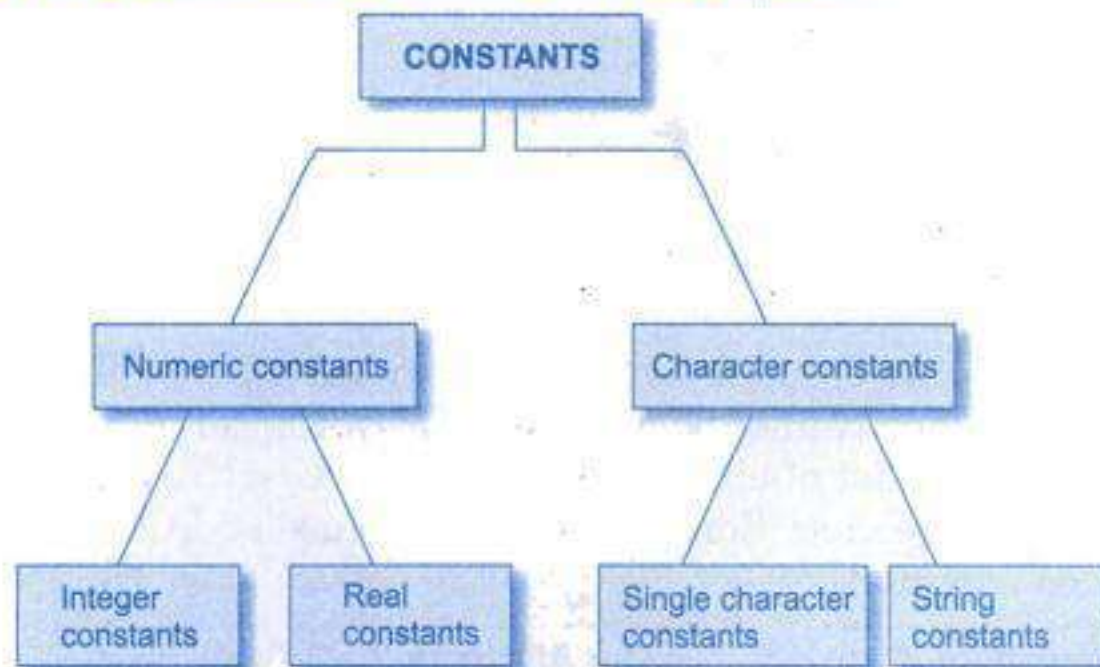 CONSTANTS
Numeric constants
Character constants
Integer
constants
Real
constants
Single character
constants
String
constants